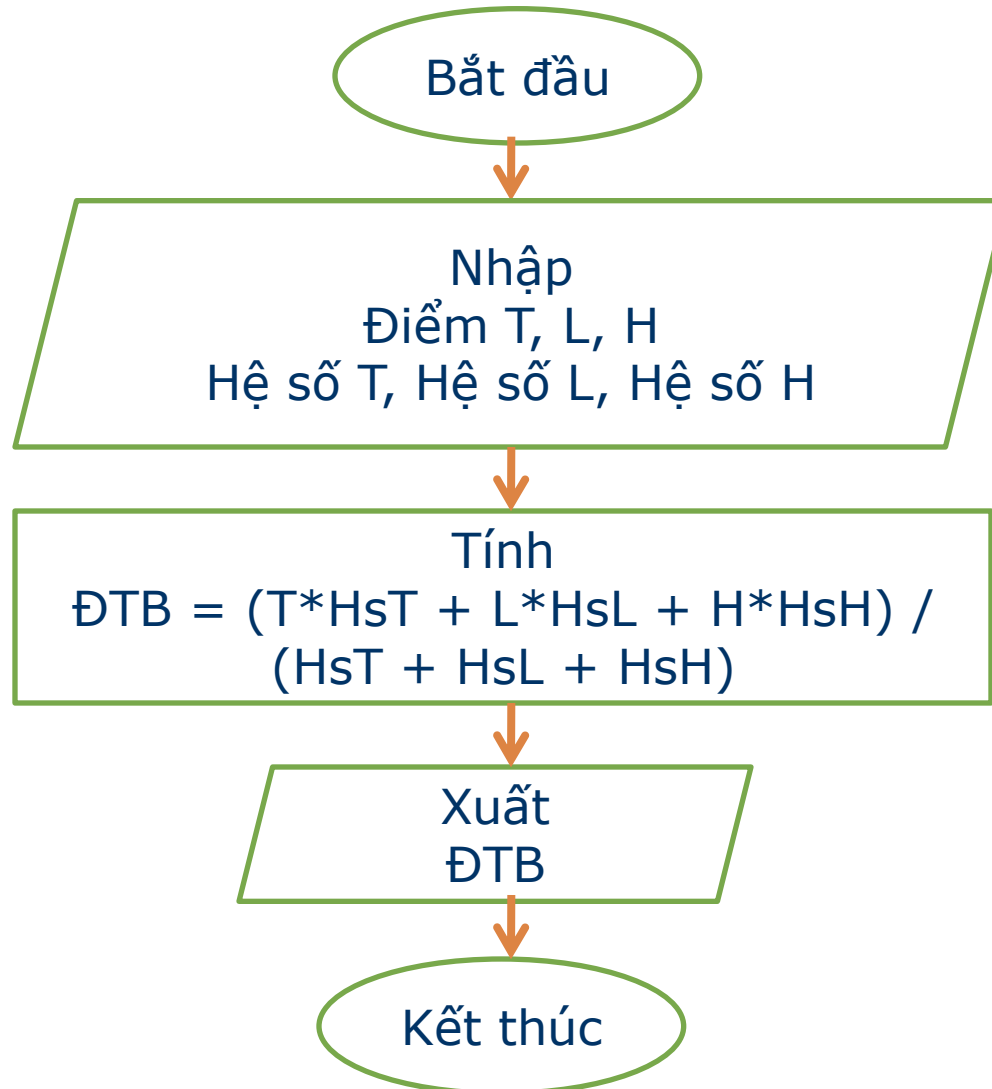 Bắt đầu
Nhập
Điểm T, L, H
Hệ số T, Hệ số L, Hệ số H
Tính
ĐTB = (T*HsT + L*HsL + H*HsH) /
(HsT + HsL + HsH)
Xuất
ĐTB
Kết thúc